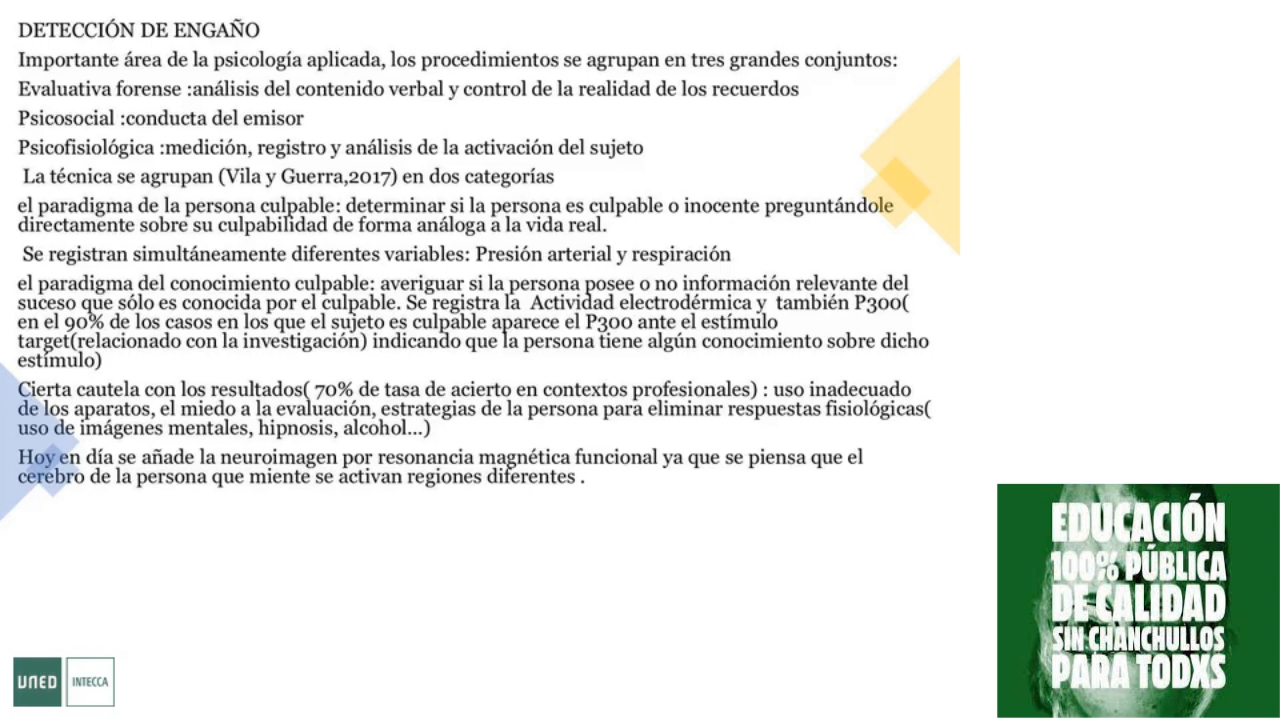 DETECCIÓN DE ENGAÑO
Importante área de la psicología aplicada, los procedimientos se agrupan en tres grandes conjuntos:
Evaluativa forense :análisis del contenido verbal y control de la realidad de los recuerdos
Psicosocial :conducta del emisor
Psicofisiológica :medición, registro y análisis de la activación del sujeto
La técnica se agrupan (Vila y Guerra,2017) en dos categorías
el paradigma de la persona culpable: determinar si la persona es culpable o inocente preguntándole
directamente sobre su culpabilidad de forma análoga a la vida real.
Se registran simultáneamente diferentes variables: Presión arterial y respiración
el paradigma del conocimiento culpable: averiguar si la persona posee o no información relevante del
suceso que sólo es conocida por el culpable. Se registra la Actividad electrodérmica y también P300(
en el 90% de los casos en los que el sujeto es culpable aparece el P300 ante el estímulo
target(relacionado con la investigación) indicando que la persona tiene algún conocimiento sobre dicho
estímulo)
Cierta cautela con los resultados( 70% de tasa de acierto en contextos profesionales) : uso inadecuado
de los aparatos, el miedo a la evaluación, estrategias de la persona para eliminar respuestas fisiológicas(
uso de imágenes mentales, hipnosis, alcohol...)
Hoy en día se añade la neuroimagen por resonancia magnética funcional ya que se piensa que el
cerebro de la persona que miente se activan regiones diferentes .
EDUCACIÓN
100% PÚBLICA
DE CALIDAD
SIN CHANCHULLOS
PARA TODXS
UNED
INTECCA